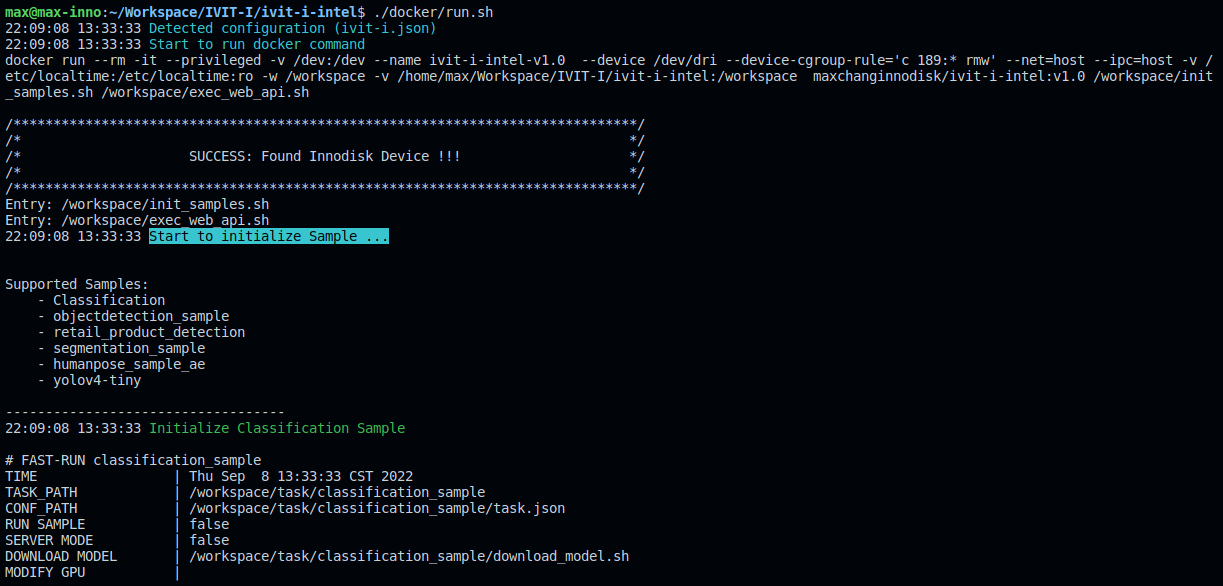 max@max-inno:~/Workspace/IVIT-I/ivit-i-intel$ ./docker/run.sh
22:09:08 13:33:33 Detected configuration (ivit-i.json)
22:09:08 13:33:33 Start to run docker command
docker run --rm -it --privileged -v /dev:/dev --name ivit-i-intel-v1.0  --device /dev/dri --device-cgroup-rule='c 189:* rmw' --net=host --ipc=host -v /
etc/localtime:/etc/localtime:ro -w /workspace -v /home/max/Workspace/IVIT-I/ivit-i-intel:/workspace  maxchanginnodisk/ivit-i-intel:v1.0 /workspace/init
_samples.sh /workspace/exec_web_api.sh
/******************************************************************************/
/*                                                                            */
/*                     SUCCESS: Found Innodisk Device !!!                     */
/*                                                                            */
/******************************************************************************/
Entry: /workspace/init_samples.sh
Entry: /workspace/exec_web_api.sh
22:09:08 13:33:33 Start to initialize Sample ...
Supported Samples:
    - Classification
    - objectdetection_sample
    - retail_product_detection
    - segmentation_sample
    - humanpose_sample_ae
    - yolov4-tiny
-----------------------------------
22:09:08 13:33:33 Initialize Classification Sample
# FAST-RUN classification_sample
TIME                 | Thu Sep  8 13:33:33 CST 2022
TASK_PATH            | /workspace/task/classification_sample
CONF_PATH            | /workspace/task/classification_sample/task.json
RUN SAMPLE           | false
SERVER MODE          | false
DOWNLOAD MODEL       | /workspace/task/classification_sample/download_model.sh
MODIFY GPU           |